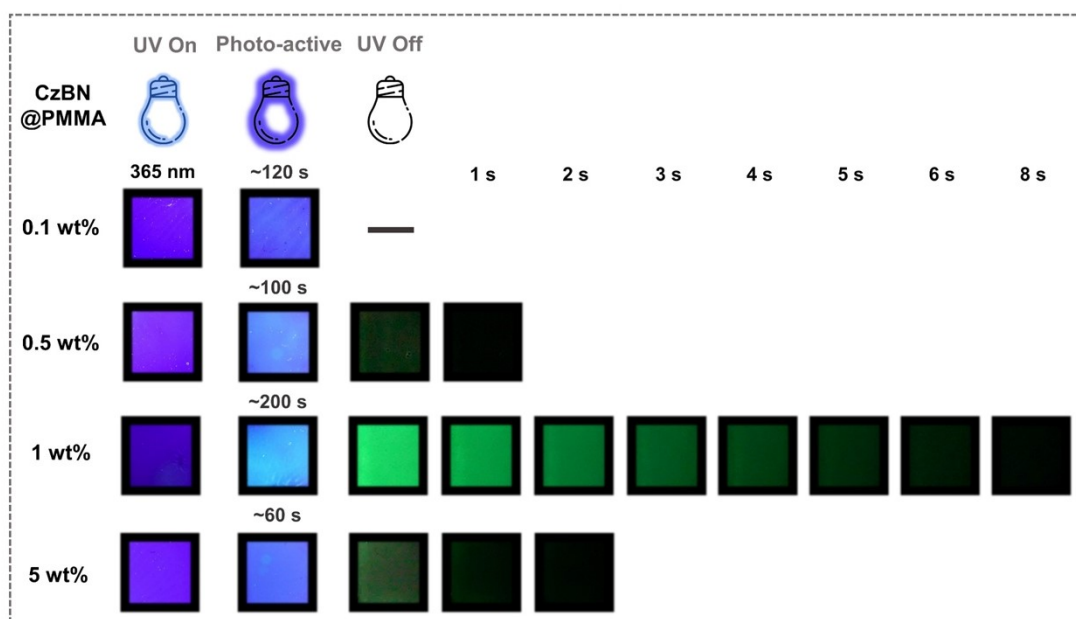 UV On Photo-active UV Off
CzBN
@PMMA
365 nm ~120 s 1 s 2 s 3 s 4 s 5 s 6 s 8 s
0.1 wt%
~100 s
0.5 wt%
~200 s
1 wt%
~60 s
5 wt%